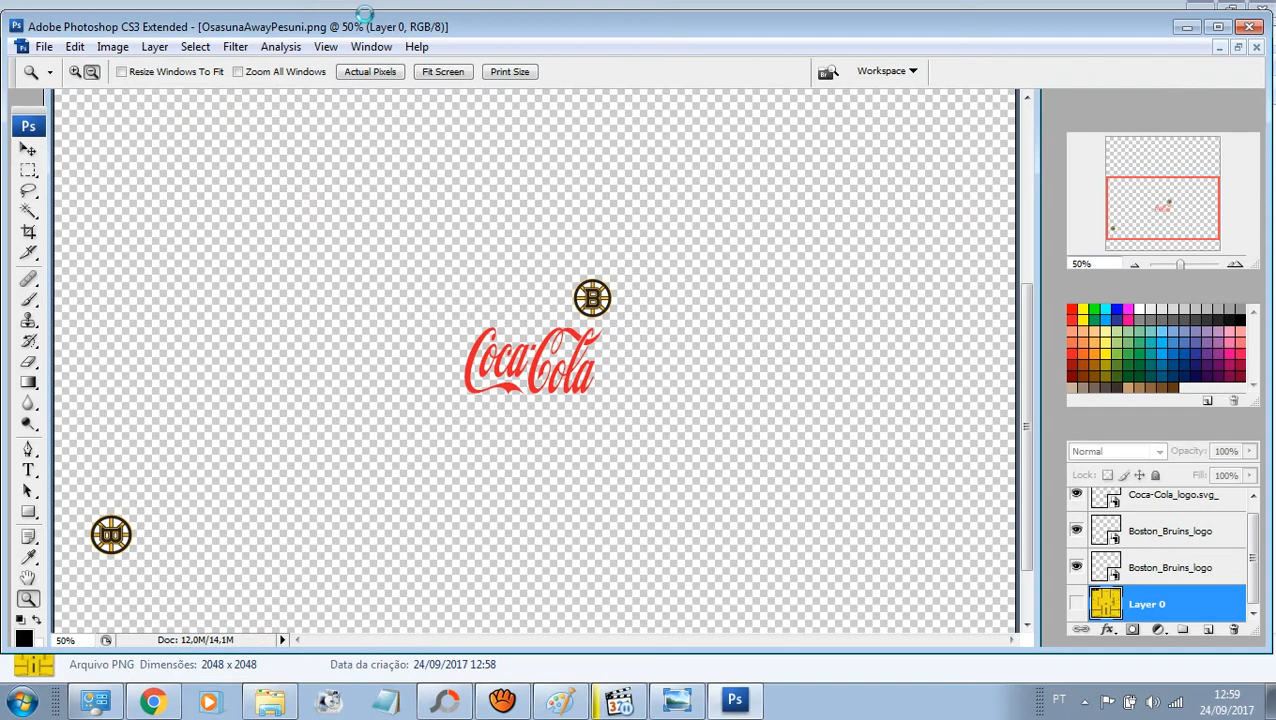 Adobe Photoshop CS3 Extended - [OsasunaAwayPesuni.png @ 50% (Layer 0, RGB/8)]
File Edit Image Layer Select Filter Analysis View Window Help
Resize Windows To Fit Zoom All Windows Actual Pixels Fit Screen Print Size Br Workspace
Ps
B
Coca-Cola
50%
Normal Opacity: 100%
Lock: Fill: 100%
Coca-Cola_logo.svg_
Boston_Bruins_logo
Boston_Bruins_logo
Layer 0
50% Doc: 12,0M/14,1M
Arquivo PNG Dimensões: 2048 x 2048 Data da criação: 24/09/2017 12:58
Ps PT 12:59
24/09/2017